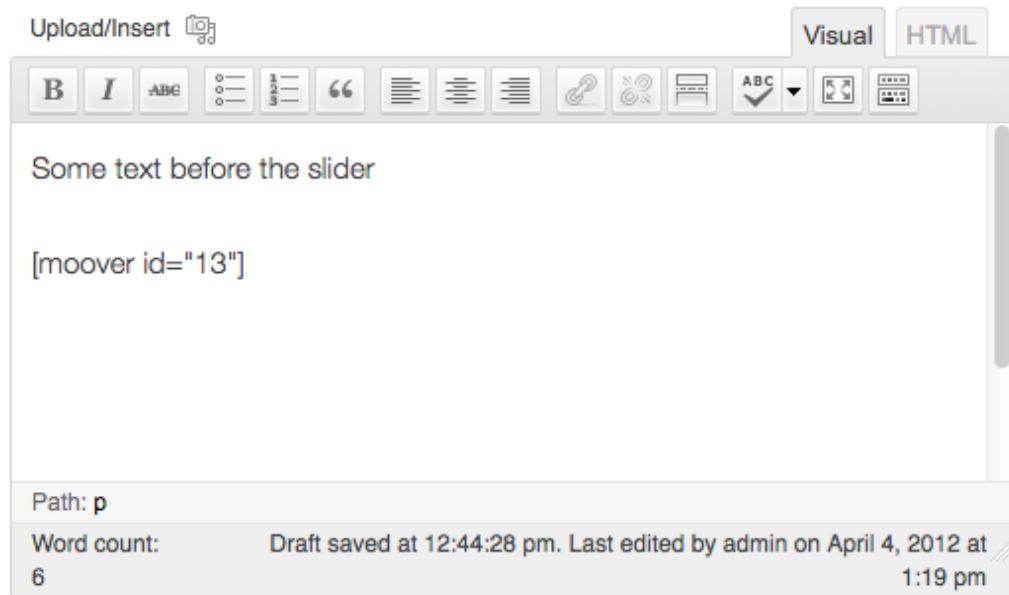 Upload/Insert
Visual HTML
B I ABC ABC
Some text before the slider
[moover id="13"]
Path: p
Word count: Draft saved at 12:44:28 pm. Last edited by admin on April 4, 2012 at
6 1:19 pm